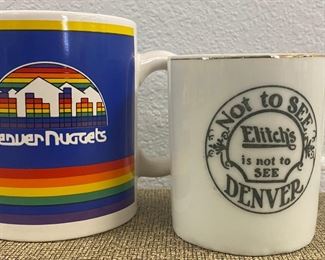 Denver Nuggets
Not to SEE
Elitch's
is not to
SEE
DENVER